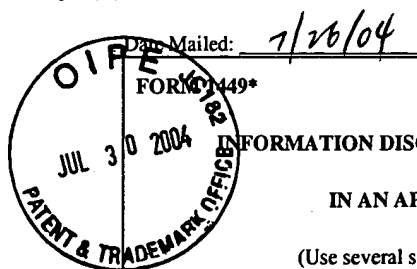 Date Mailed: 7/26/04
FORM 1449*
OIPE JC182
JUL 30 2004
PATENT & TRADEMARK OFFICE
INFORMATION DISC
IN AN AP
(Use several s